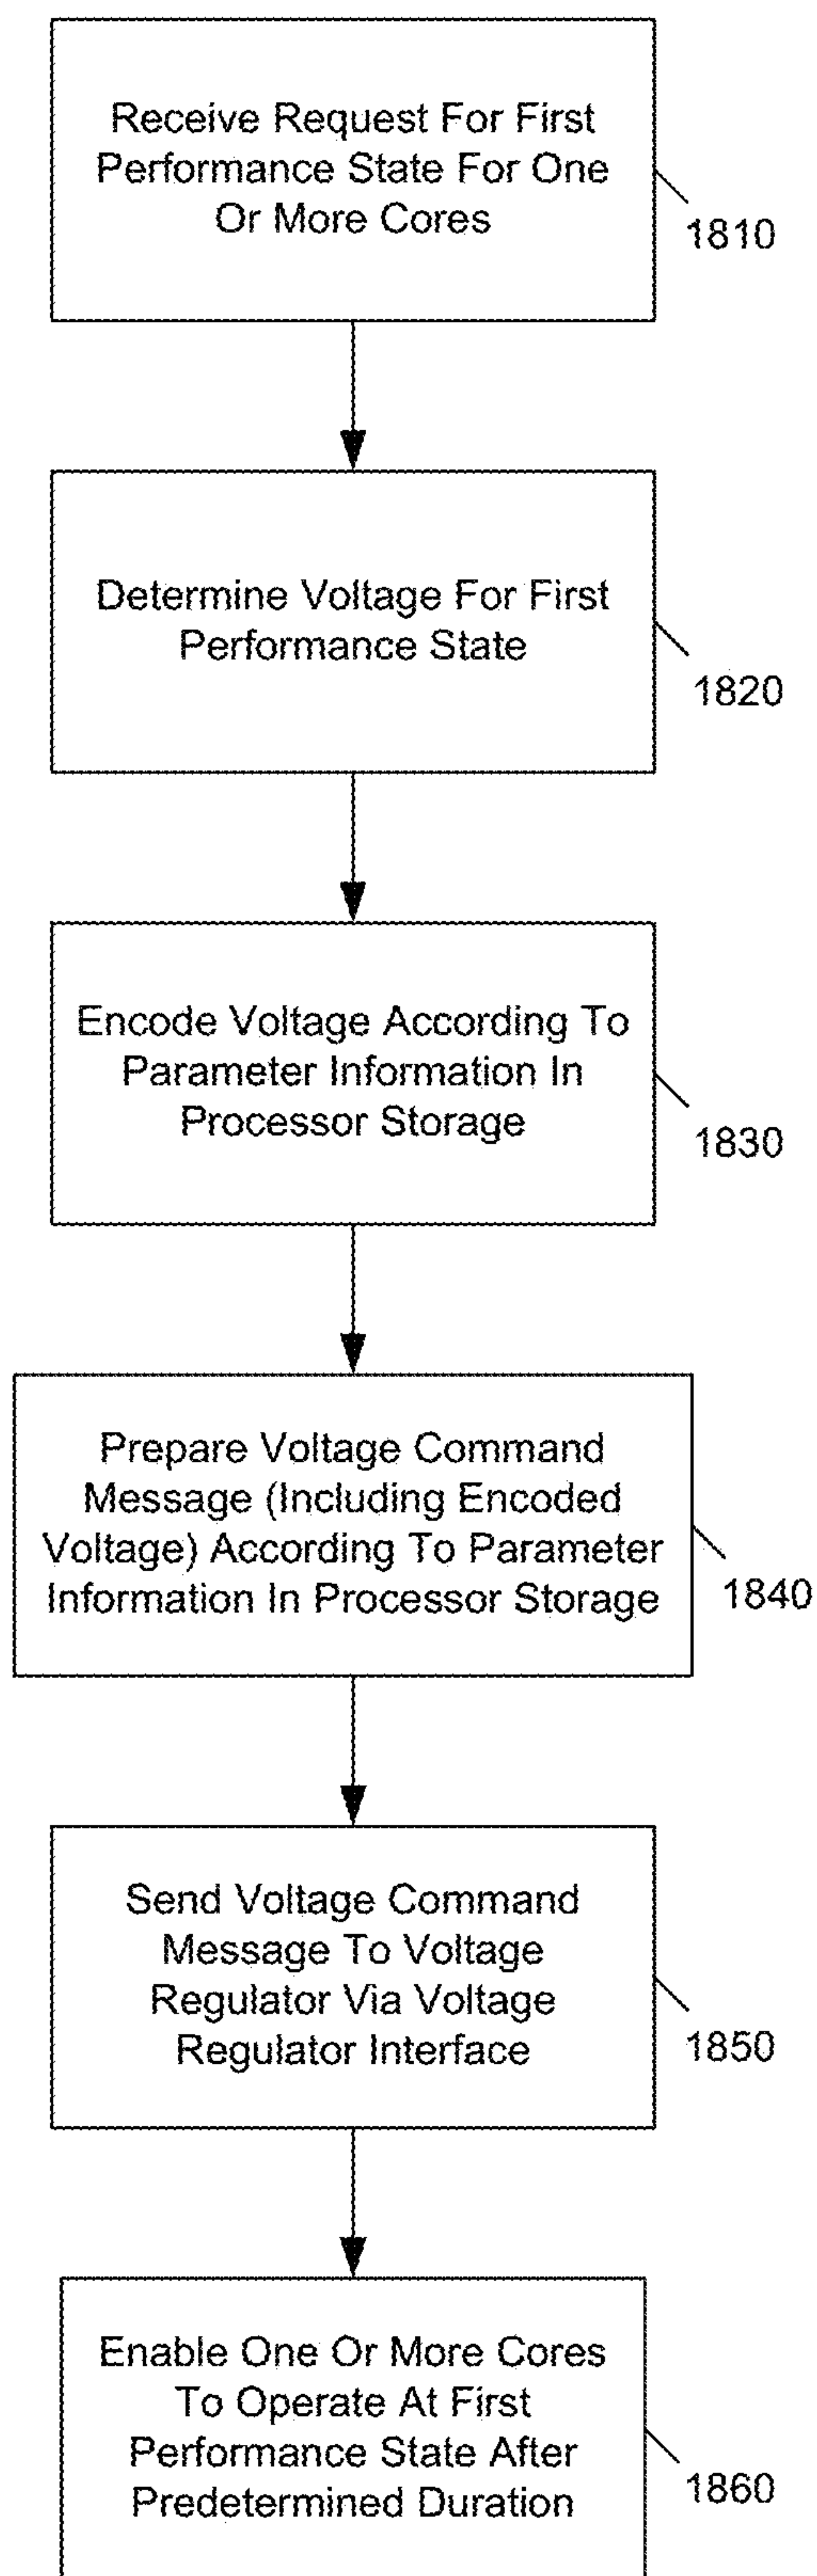 Receive Request For First
Performance State For One
Or More Cores
1810
Determine Voltage For First
Performance State
1820
Encode Voltage According To
Parameter Information In
Processor Storage
1830
Prepare Voltage Command
Message (Including Encoded
Voltage) According To Parameter
Information In Processor Storage
1840
Send Voltage Command
Message To Voltage
Regulator Via Voltage
Regulator Interface
1850
Enable One Or More Cores
To Operate At First
Performance State After
Predetermined Duration
1860